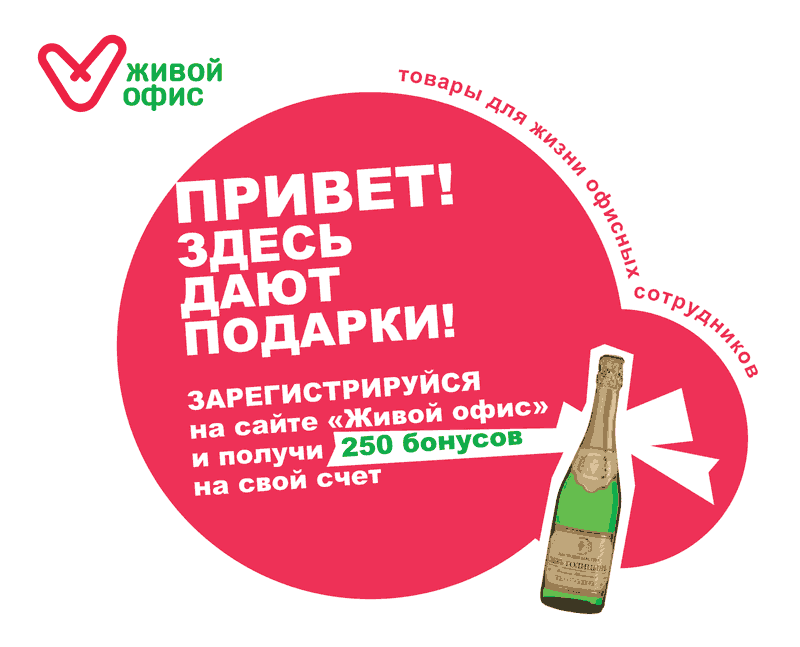 ЖИВОЙ
ОФИС
товары для жизни офисных сотрудников
ПРИВЕТ!
ЗДЕСЬ
ДАЮТ
ПОДАРКИ!
ЗАРЕГИСТРИРУЙСЯ
на сайте «Живой офис»
и получи 250 бонусов
на свой счет